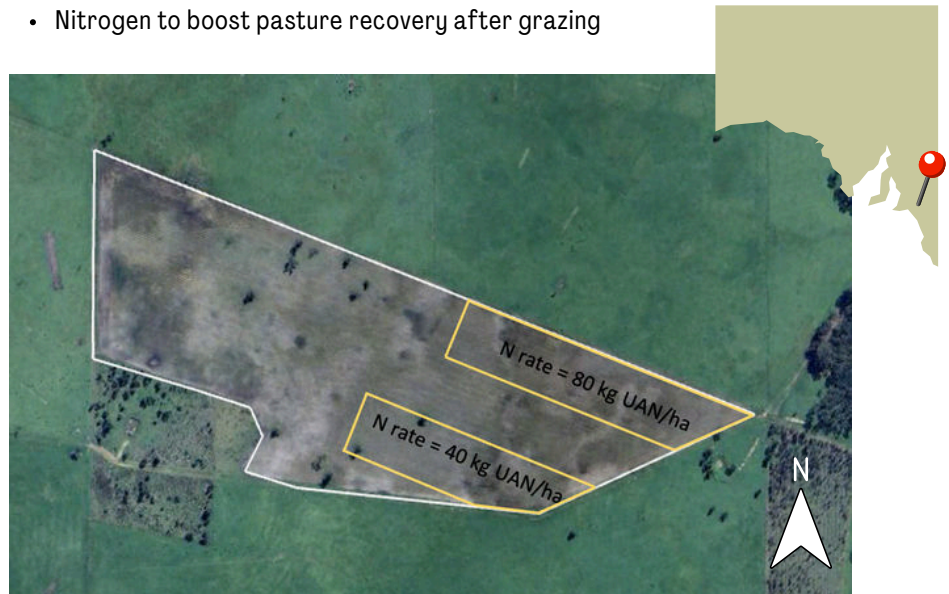 • Nitrogen to boost pasture recovery after grazing
N rate = 80 kg UAN/ha
N rate = 40 kg UAN/ha
N